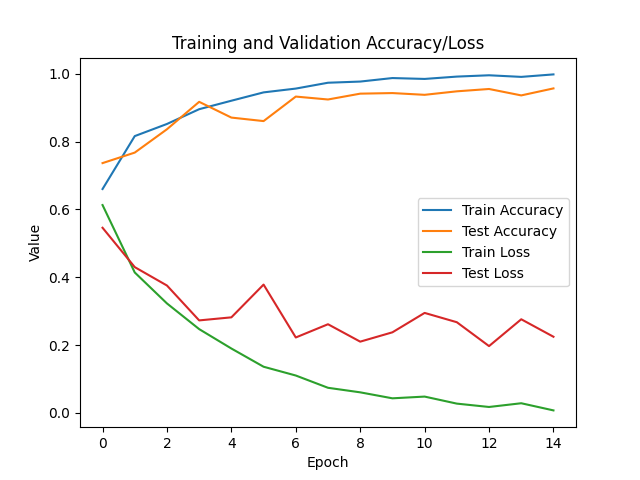 Training and Validation Accuracy/Loss
1.0
0.8
0.6
0.4
0.2
0.0
Value
Train Accuracy
Test Accuracy
Train Loss
Test Loss
0 2 4 6 8 10 12 14
Epoch